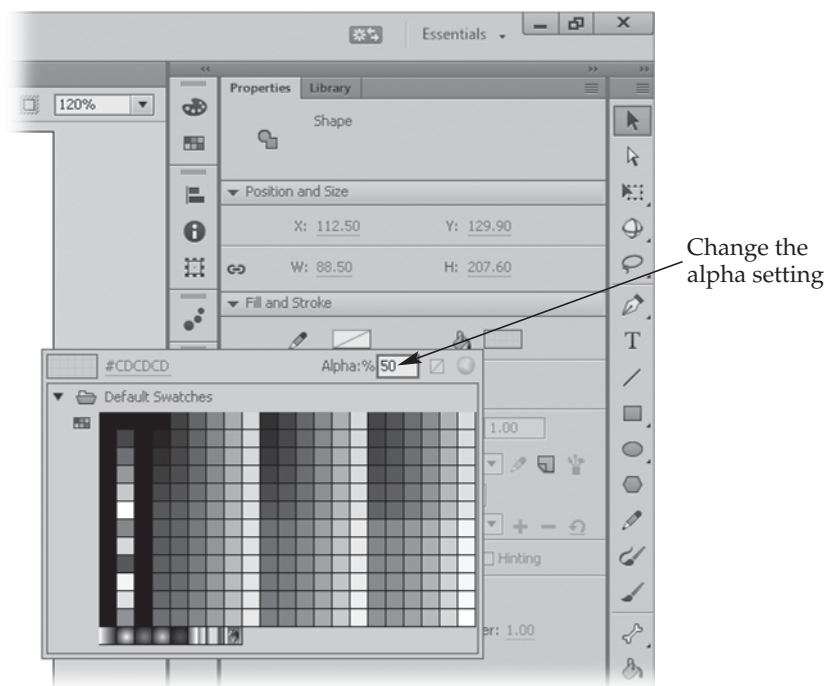 Essentials
120%
Properties Library
Shape
Position and Size
X: 112.50 Y: 129.90
W: 88.50 H: 207.60
Fill and Stroke
Change the
alpha setting
#CDCDCD Alpha:% 50
Default Swatches
1.00
Hinting
er: 1.00